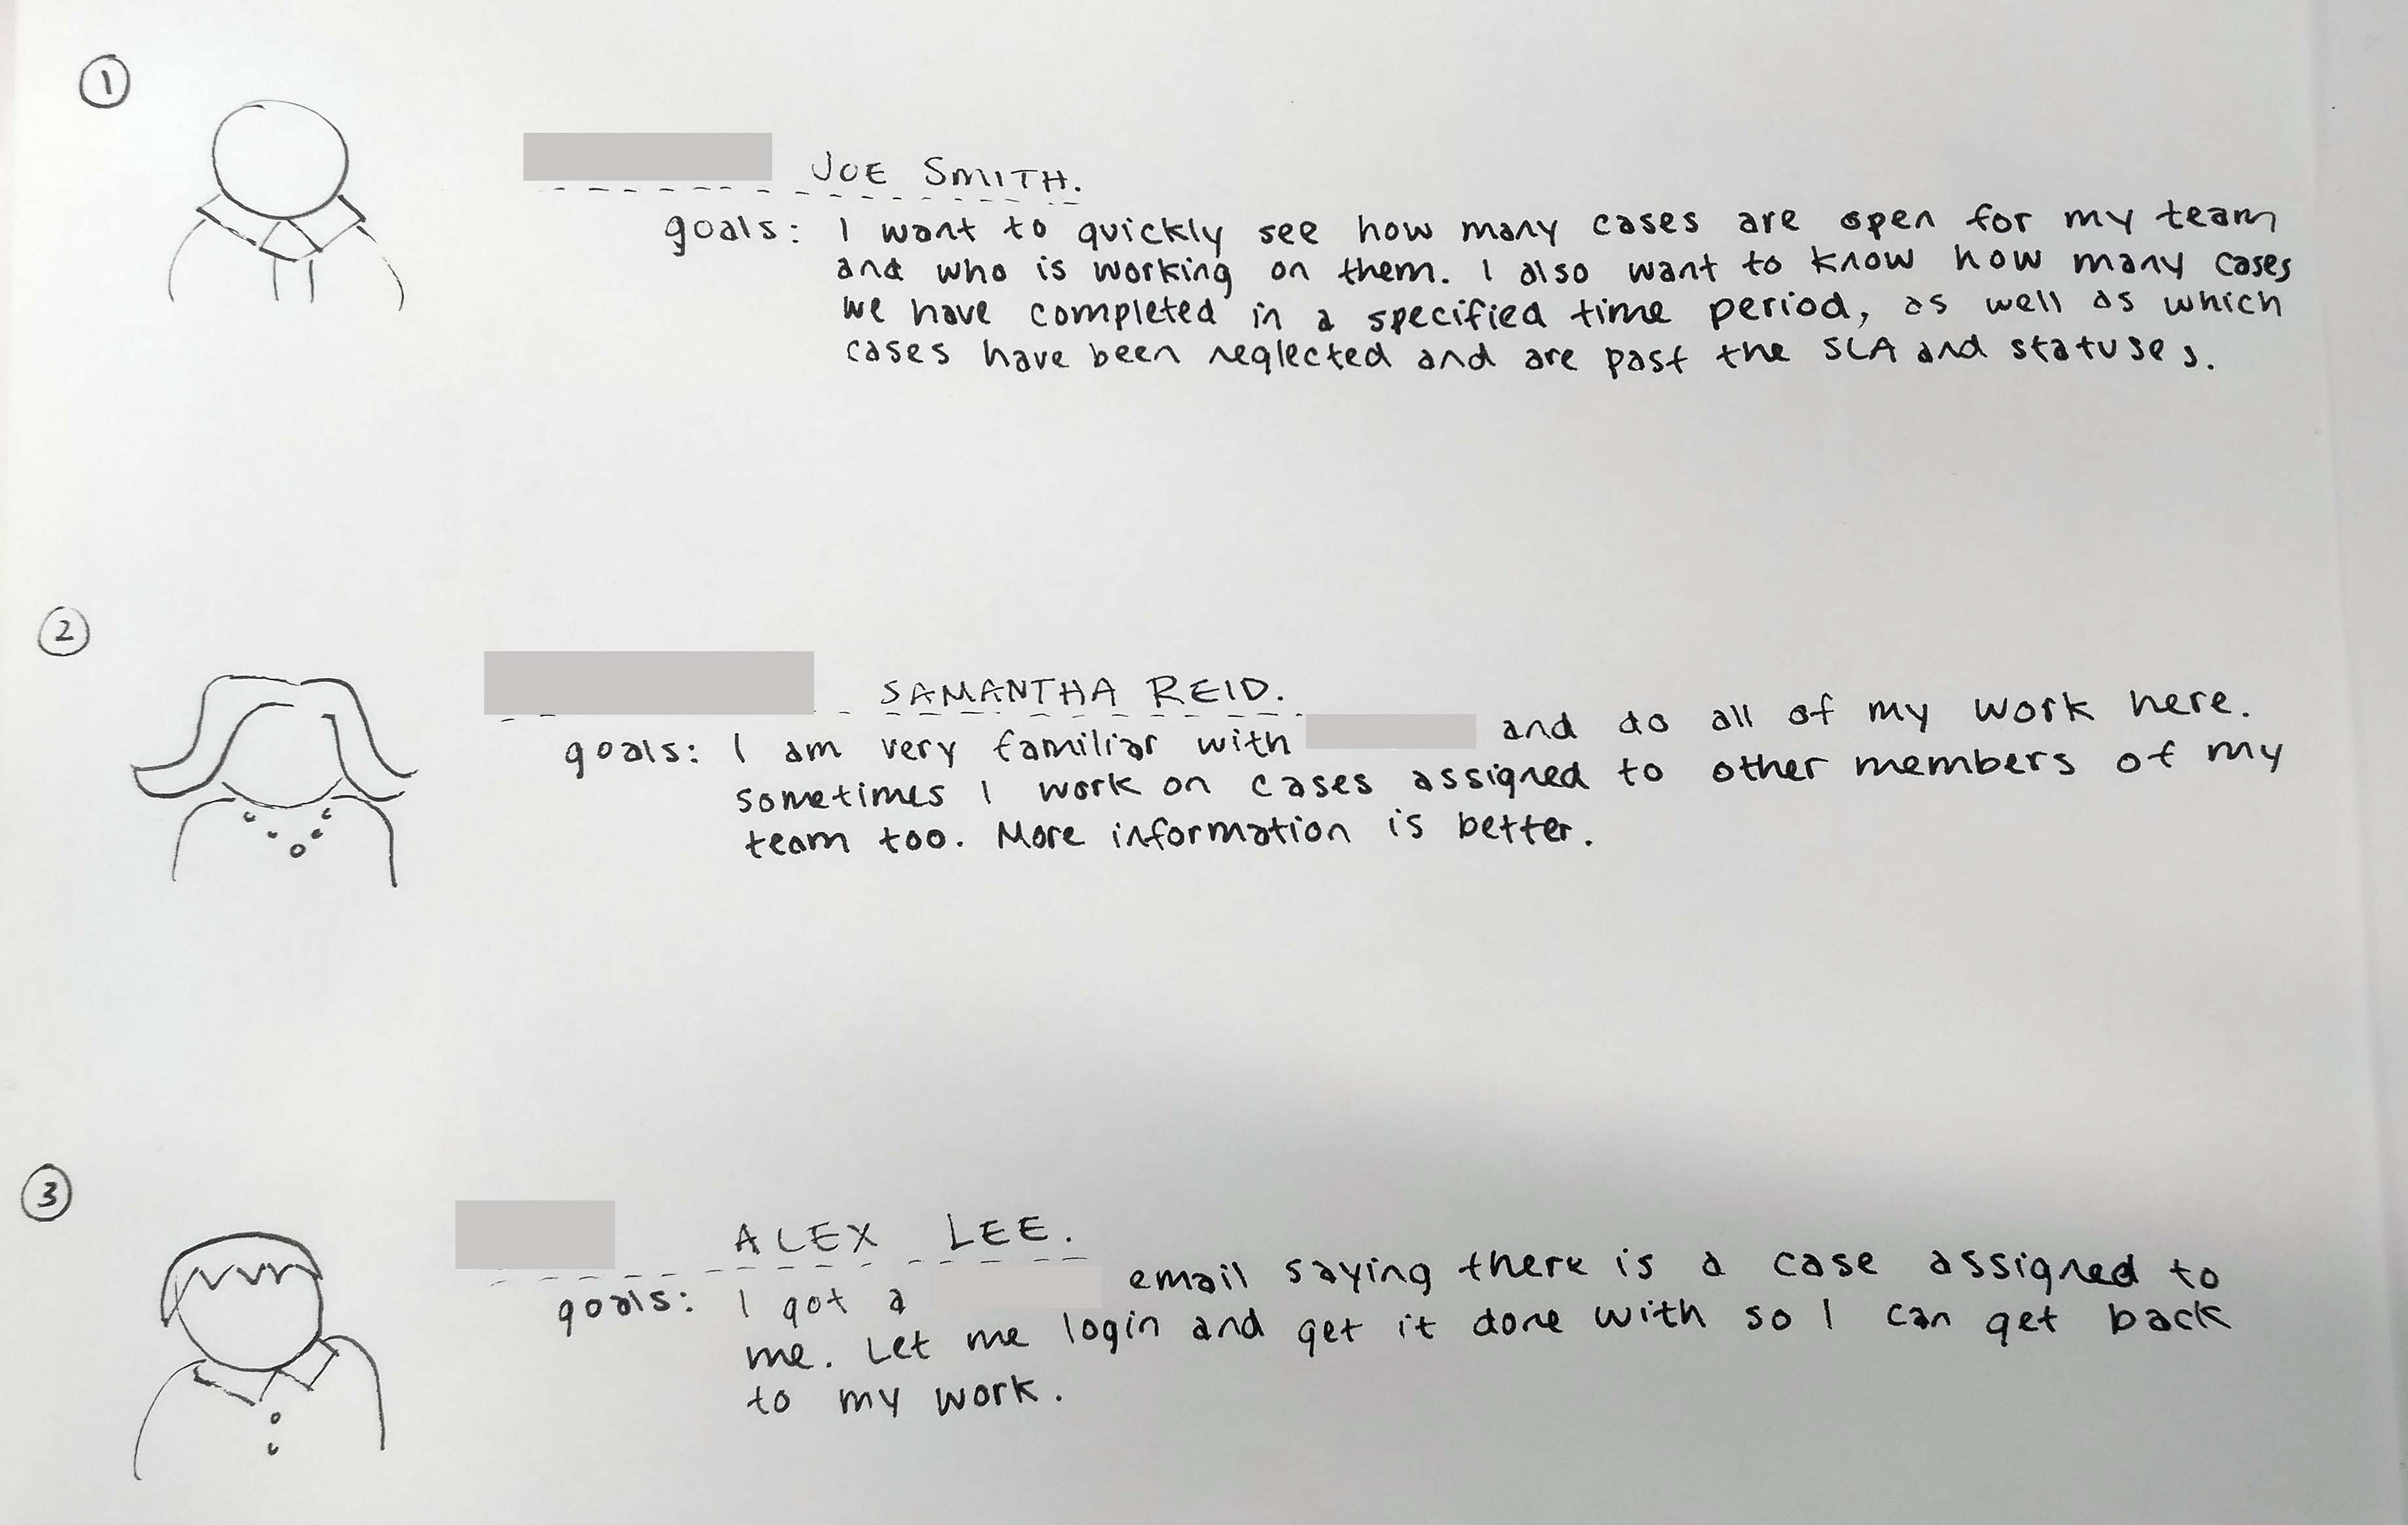 1
JOE SMITH.
goals: I want to quickly see how many cases are open for my team
and who is working on them. I also want to know how many cases
we have completed in a specified time period, as well as which
cases have been neglected and are past the SLA and statuses.
2
SAMANTHA REID.
goals: I am very familiar with and do all of my work here.
sometimes I work on cases assigned to other members of my
team too. More information is better.
3
ALEX LEE.
goals: I got a email saying there is a case assigned to
me. Let me login and get it done with so I can get back
to my work.